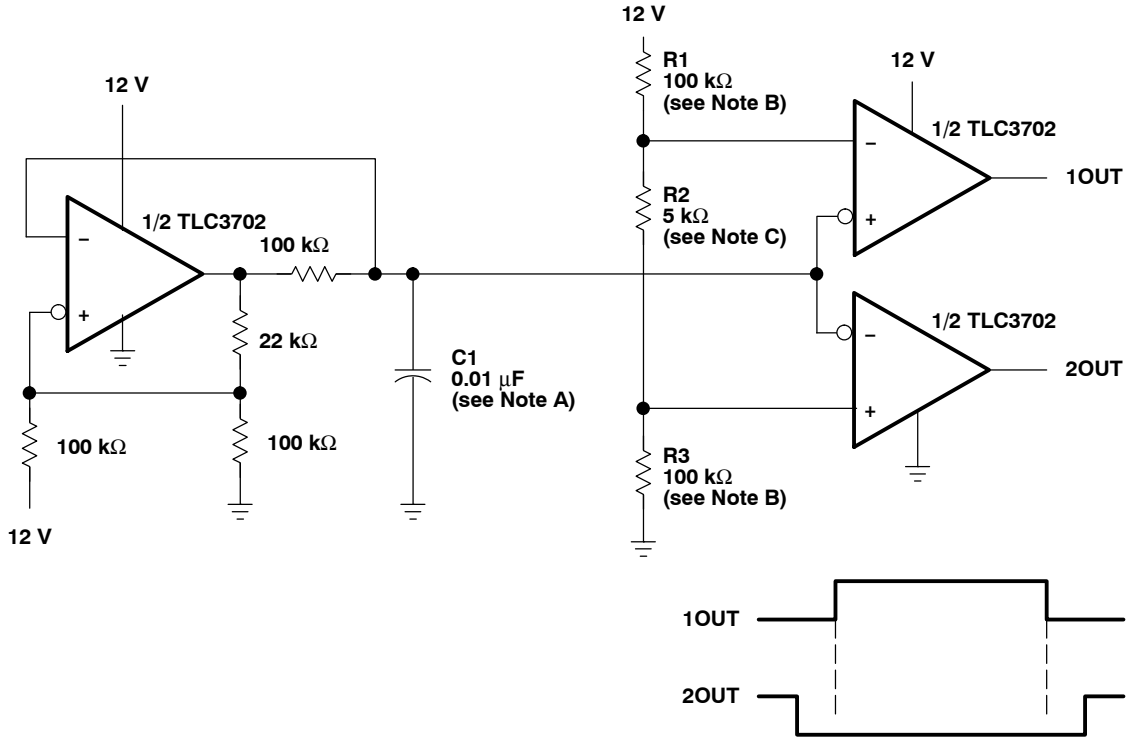 12 V
1/2 TLC3702
−
+
100 kΩ
22 kΩ
100 kΩ
100 kΩ
12 V
C1
0.01 μF
(see Note A)
12 V
R1
100 kΩ
(see Note B)
R2
5 kΩ
(see Note C)
R3
100 kΩ
(see Note B)
12 V
1/2 TLC3702
−
+
1OUT
1/2 TLC3702
−
+
2OUT
1OUT
2OUT